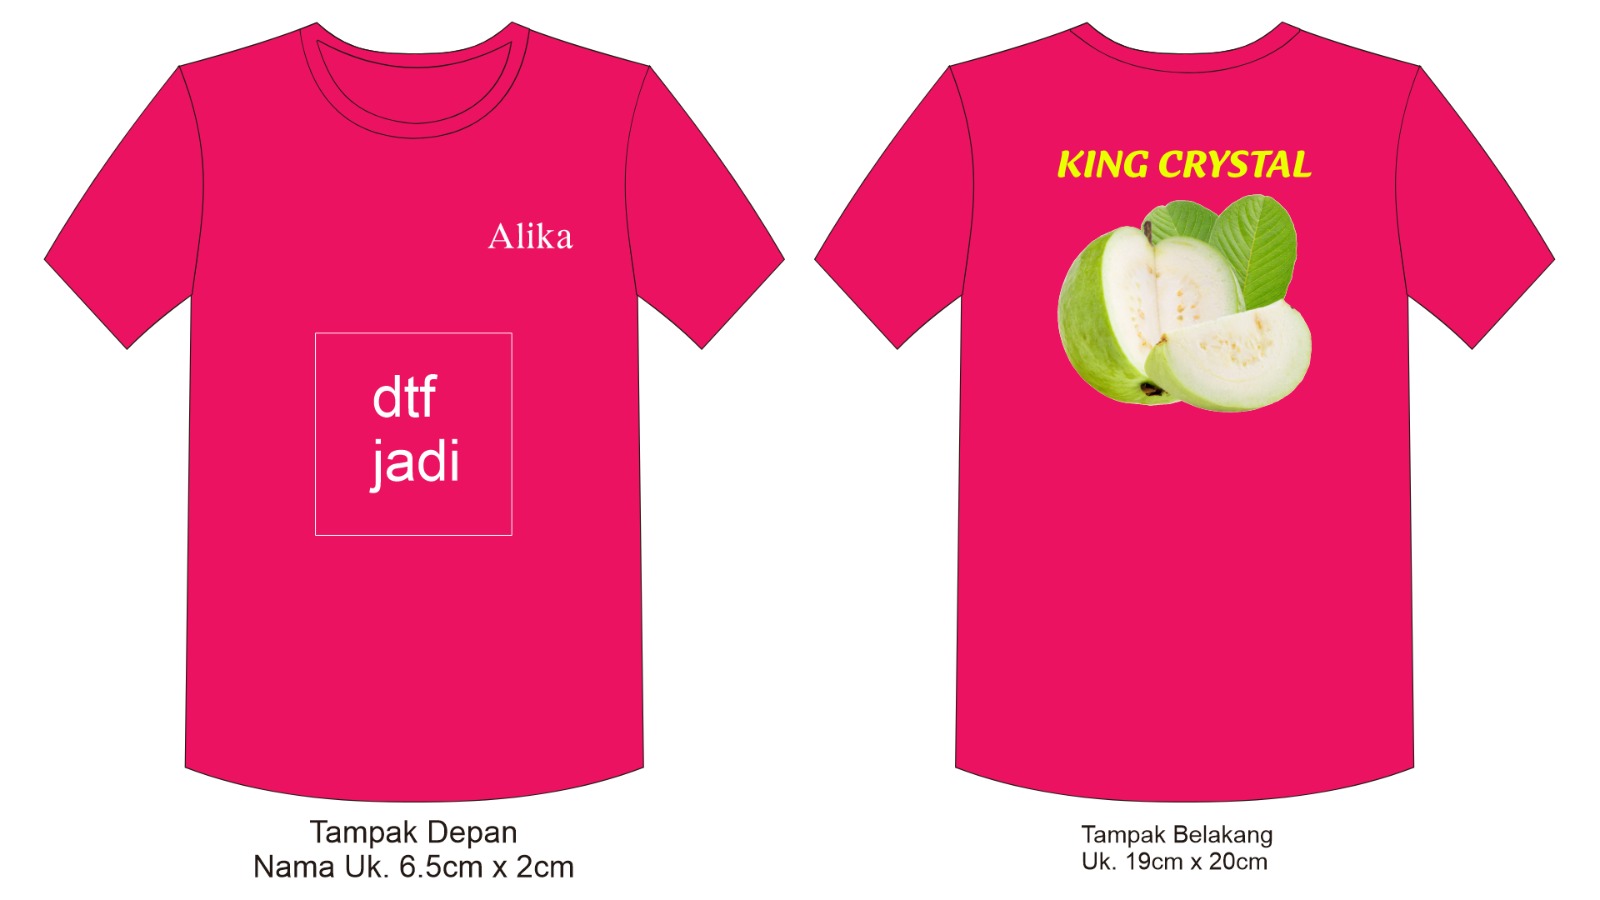 Alika
dtf
jadi
Tampak Depan
Nama Uk. 6.5cm x 2cm
KING CRYSTAL
Tampak Belakang
Uk. 19cm x 20cm